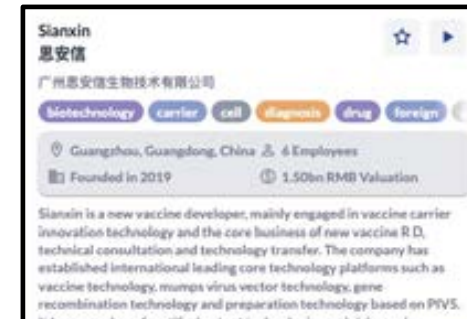 Sianxin
思安信
广州思安信生物技术有限公司
biotechnology carrier cell diagnosis drug foreign
Guangzhou, Guangdong, China 6 Employees
Founded in 2019 1.50bn RMB Valuation
Sianxin is a new vaccine developer, mainly engaged in vaccine carrier
innovation technology and the core business of new vaccine R D,
technical consultation and technology transfer. The company has
established international leading core technology platforms such as
vaccine technology, mumps virus vector technology, gene
recombination technology and preparation technology based on PIV5.